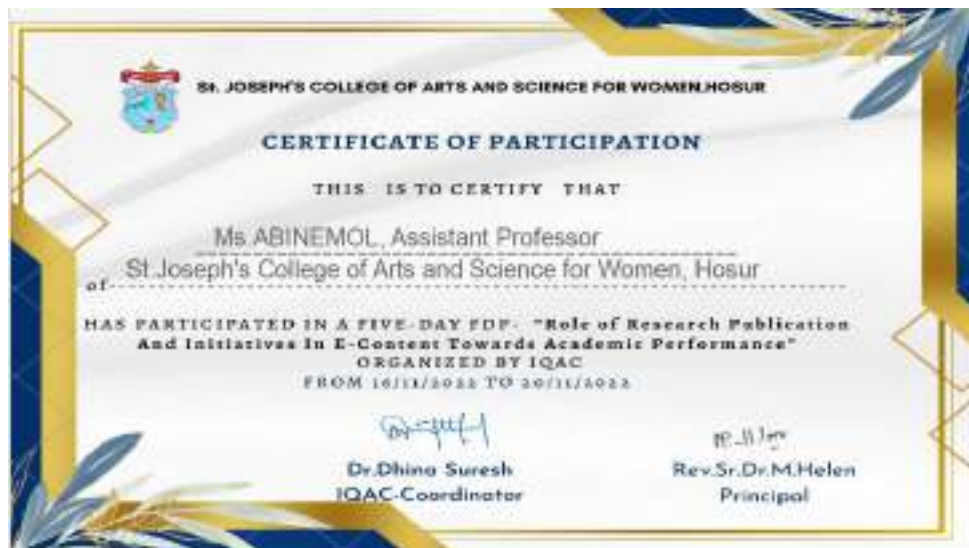 St. JOSEPH'S COLLEGE OF ARTS AND SCIENCE FOR WOMEN,HOSUR
CERTIFICATE OF PARTICIPATION
THIS IS TO CERTIFY THAT
Ms.ABINEMOL, Assistant Professor
of St.Joseph's College of Arts and Science for Women, Hosur
HAS PARTICIPATED IN A FIVE-DAY FDP- "Role of Research Publication
And Initiatives In E-Content Towards Academic Performance"
ORGANIZED BY IQAC
FROM 16/11/2022 TO 20/11/2022
Dr.Dhina Suresh
IQAC-Coordinator
Rev.Sr.Dr.M.Helen
Principal